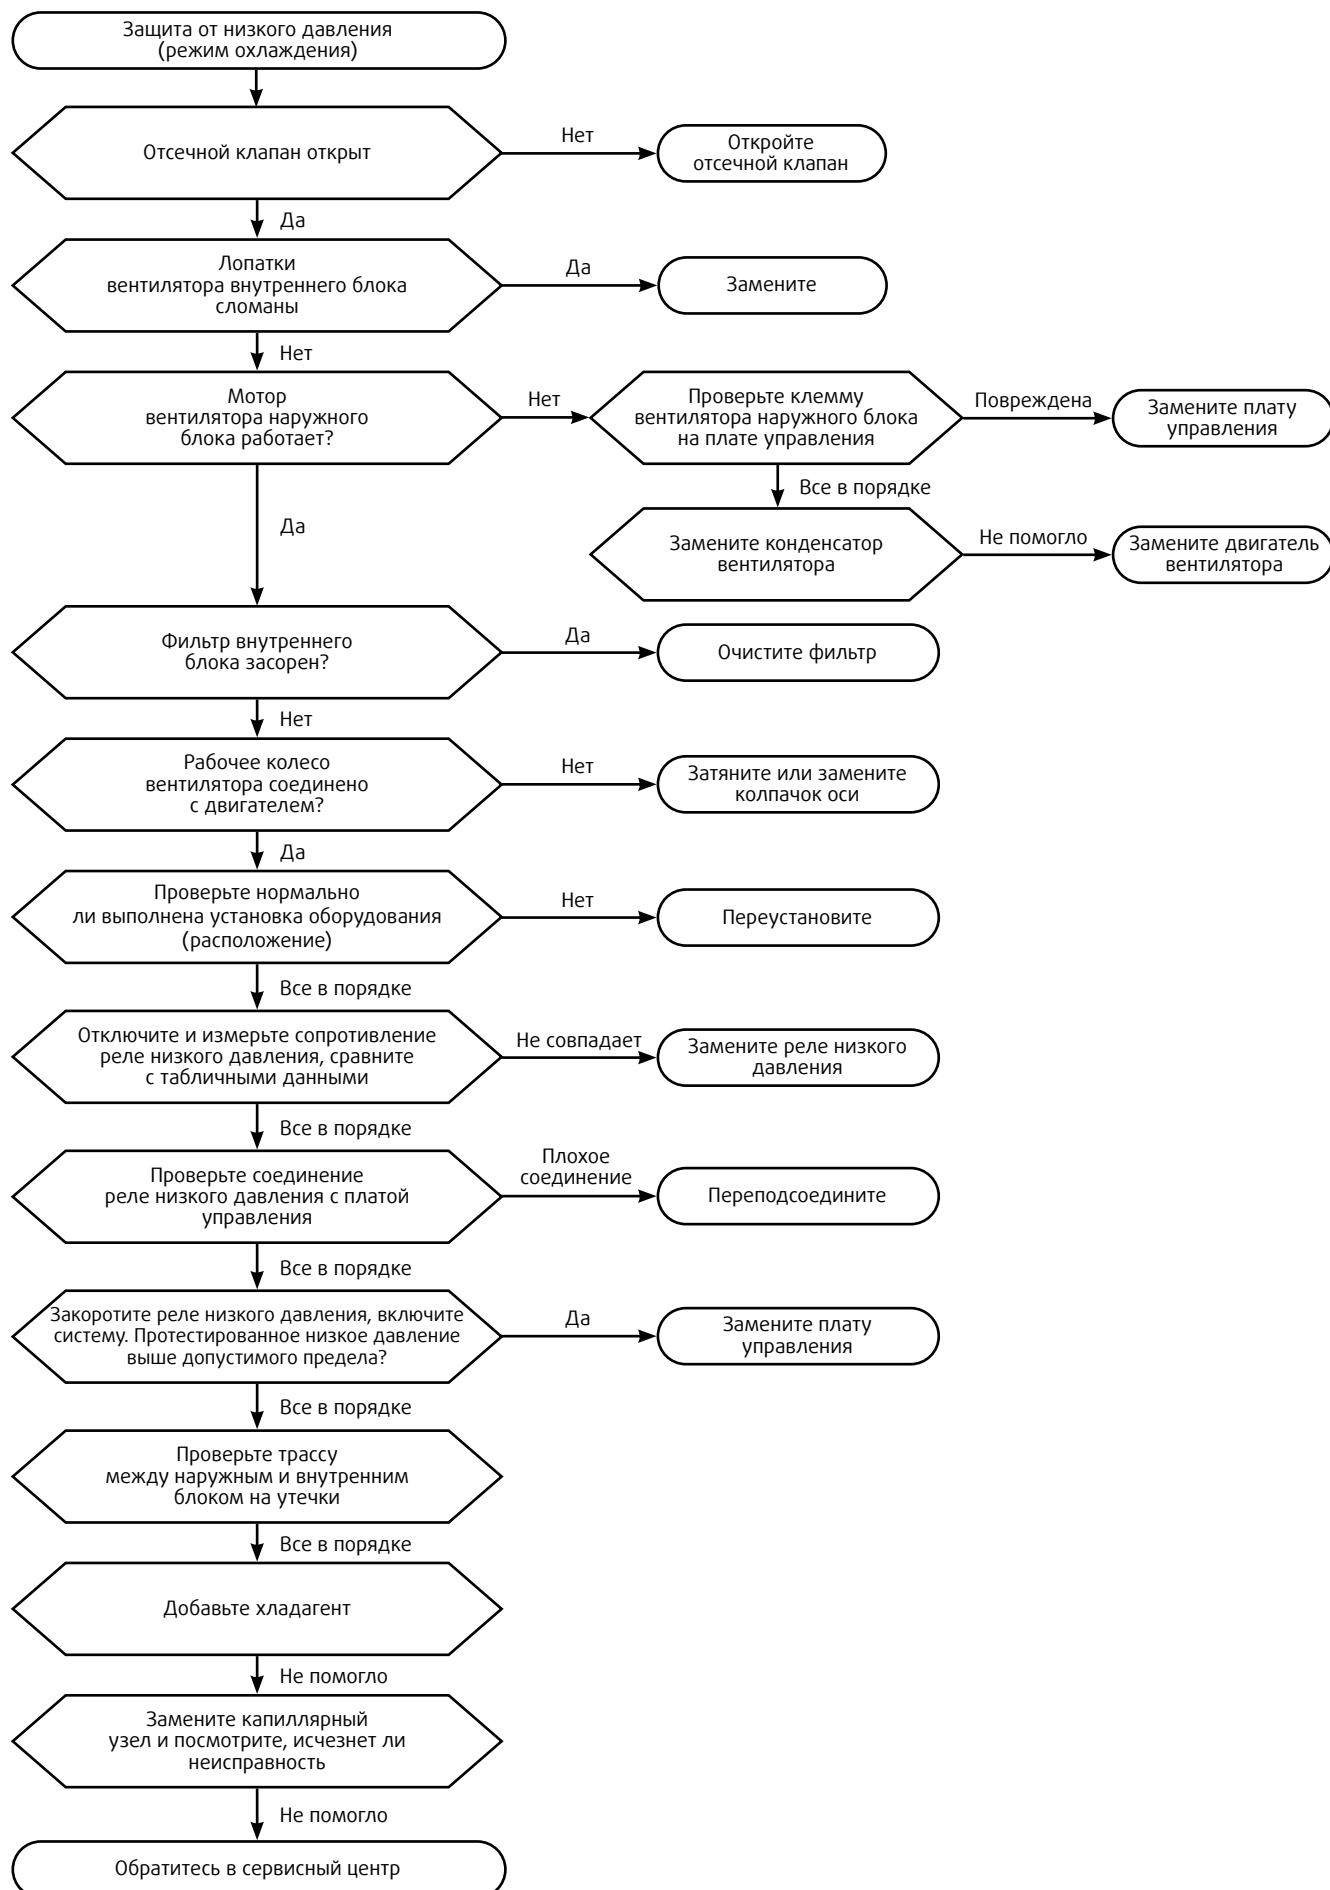 Защита от низкого давления
(режим охлаждения)
Отсечной клапан открыт
Нет
Откройте
отсечной клапан
Да
Лопатки
вентилятора внутреннего блока
сломаны
Да
Замените
Нет
Мотор
вентилятора наружного
блока работает?
Нет
Проверьте клемму
вентилятора наружного блока
на плате управления
Повреждена
Замените плату
управления
Все в порядке
Да
Замените конденсатор
вентилятора
Не помогло
Замените двигатель
вентилятора
Фильтр внутреннего
блока засорен?
Да
Очистите фильтр
Нет
Рабочее колесо
вентилятора соединено
с двигателем?
Нет
Затяните или замените
колпачок оси
Да
Проверьте нормально
ли выполнена установка оборудования
(расположение)
Нет
Переустановите
Все в порядке
Отключите и измерьте сопротивление
реле низкого давления, сравните
с табличными данными
Не совпадает
Замените реле низкого
давления
Все в порядке
Проверьте соединение
реле низкого давления с платой
управления
Плохое
соединение
Переподсоедините
Все в порядке
Закоротите реле низкого давления, включите
систему. Протестированное низкое давление
выше допустимого предела?
Да
Замените плату
управления
Все в порядке
Проверьте трассу
между наружным и внутренним
блоком на утечки
Все в порядке
Добавьте хладагент
Не помогло
Замените капиллярный
узел и посмотрите, исчезнет ли
неисправность
Не помогло
Обратитесь в сервисный центр